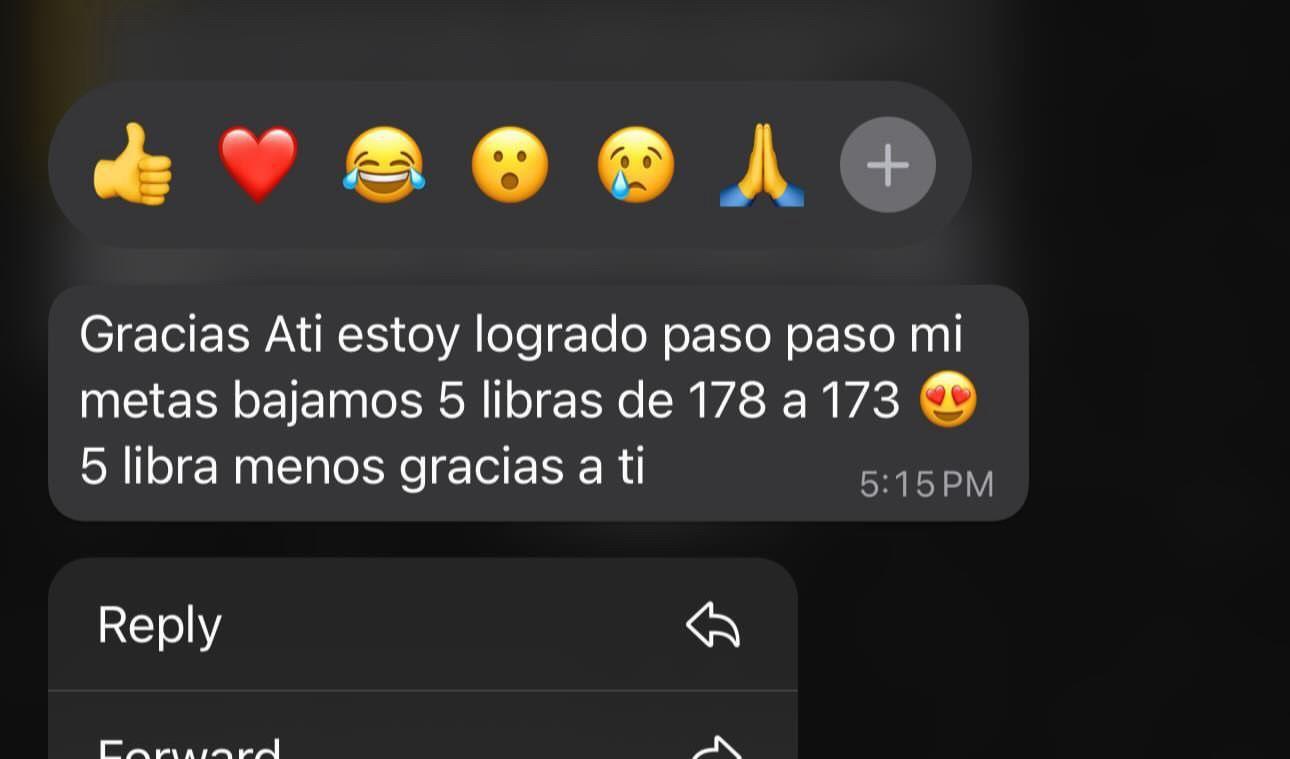 Gracias Ati estoy logrado paso paso mi
metas bajamos 5 libras de 178 a 173 😍
5 libra menos gracias a ti
5:15 PM
Reply
Forward